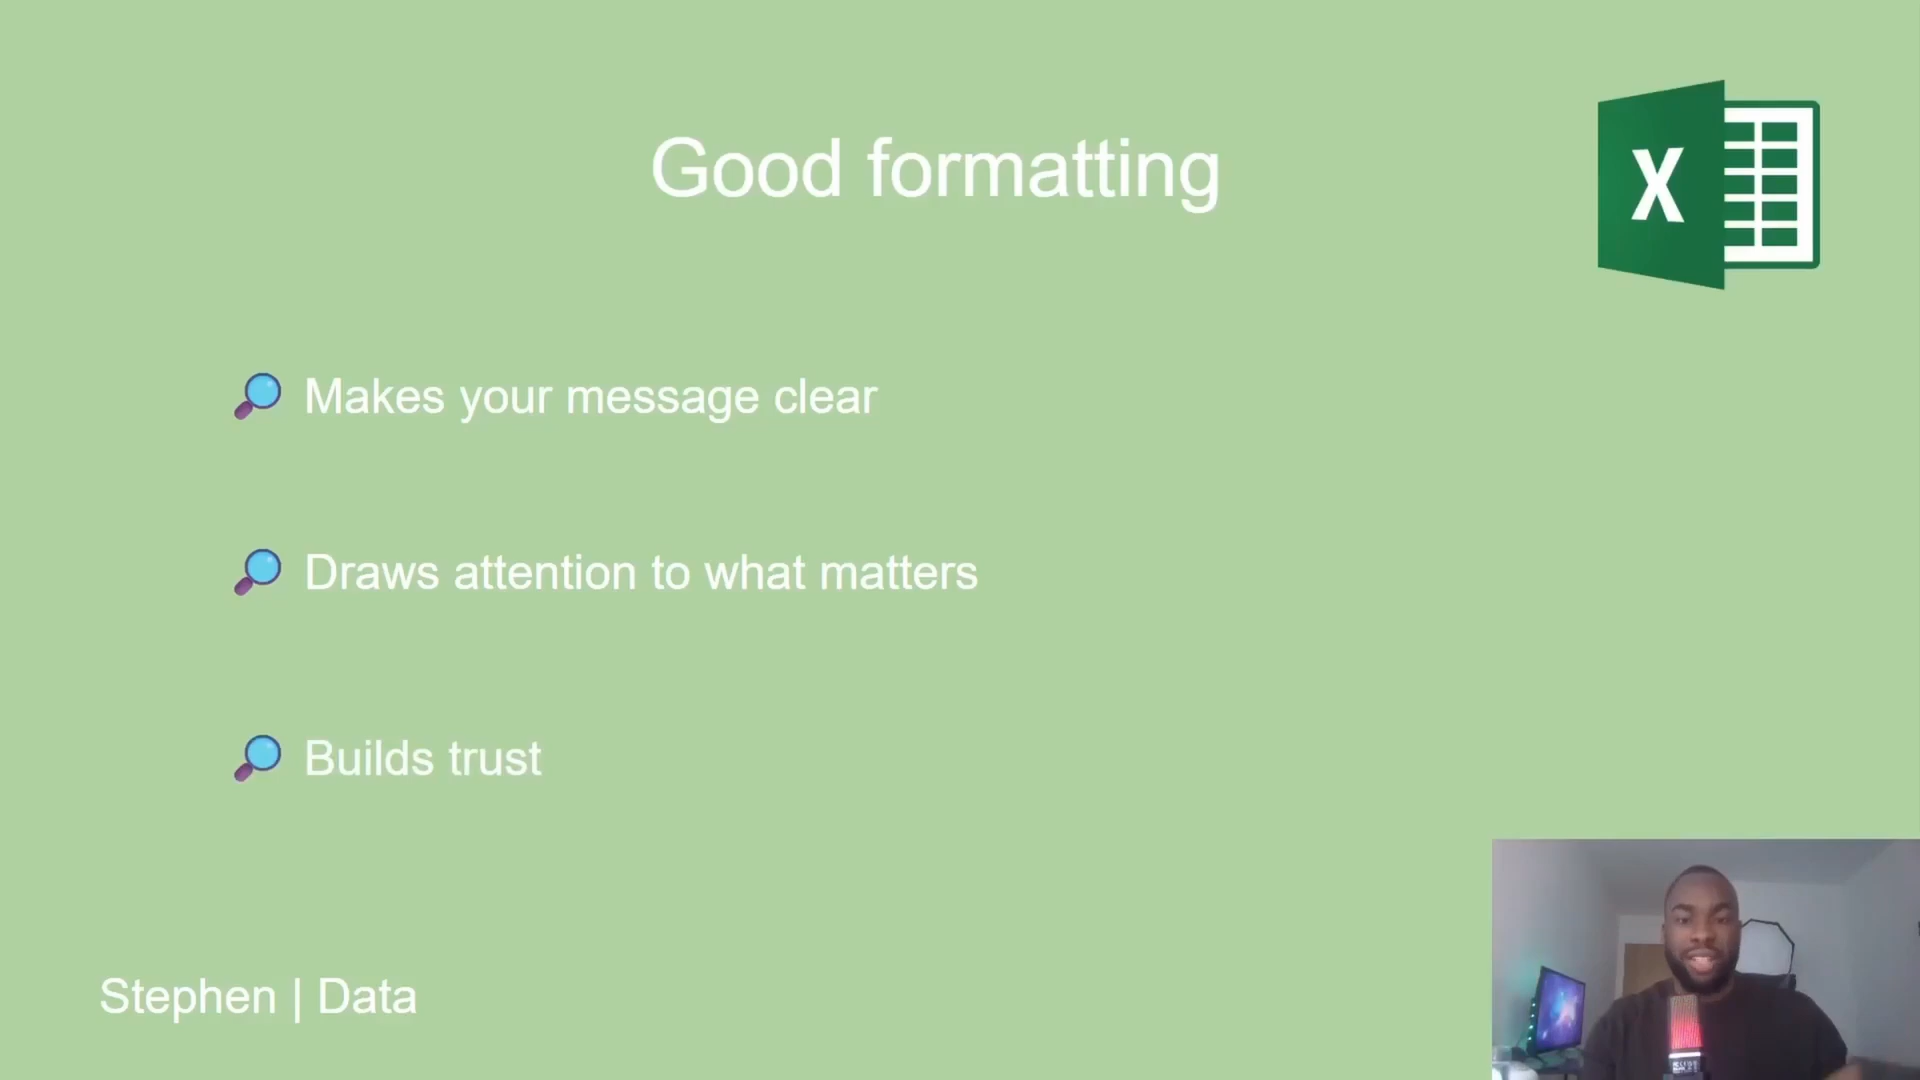 Good formatting
X
Makes your message clear
Draws attention to what matters
Builds trust
Stephen | Data